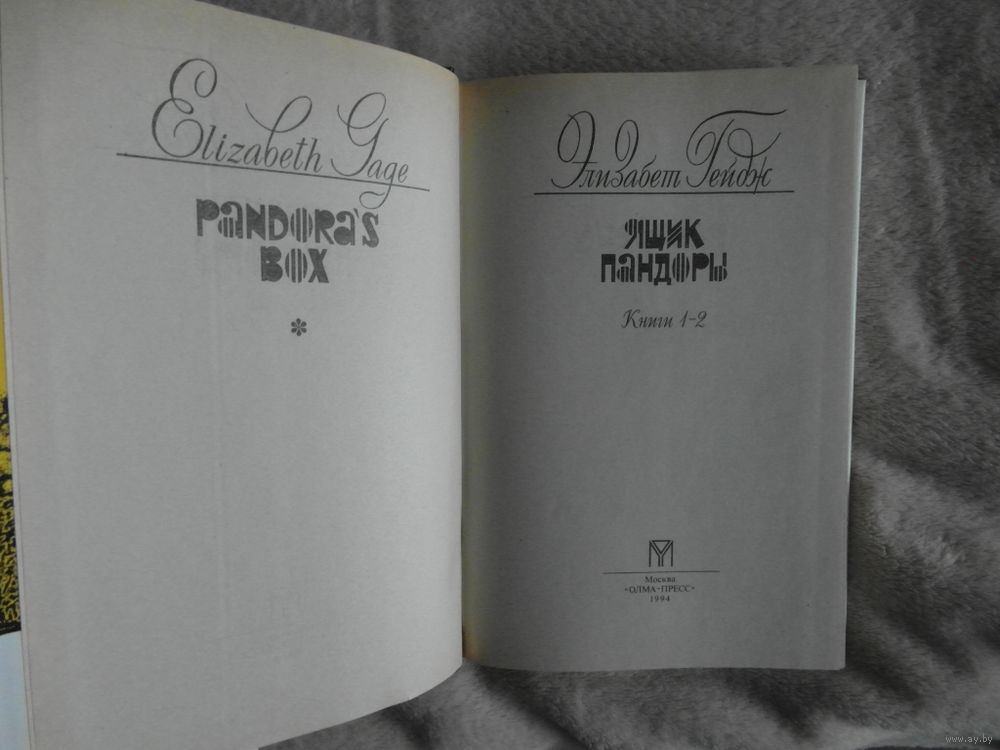 Elizabeth Gage
PANDORA'S
BOX
*
Элизабет Гейдж
ЯЩИК
ПАНДОРЫ
Книги 1-2
Москва
«ОЛМА-ПРЕСС»
1994
© www.ay.by